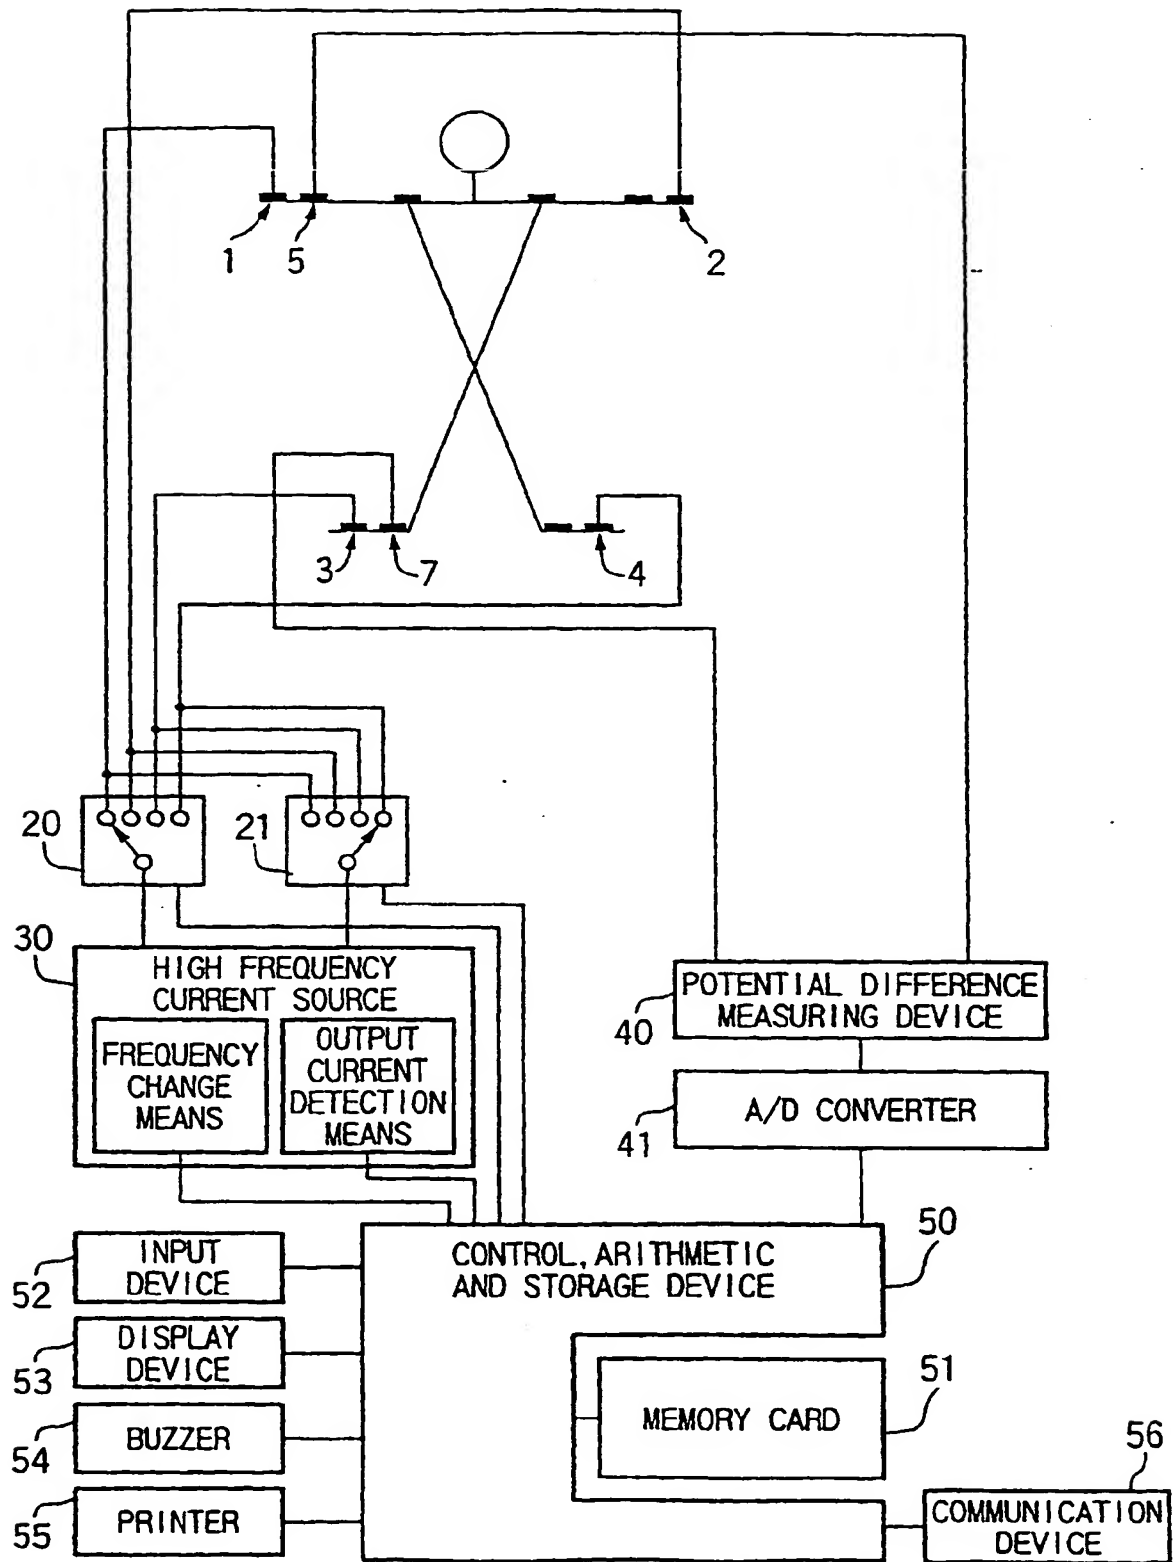 1
5
2
3
7
4
20
21
30
HIGH FREQUENCY
CURRENT SOURCE
FREQUENCY
CHANGE
MEANS
OUTPUT
CURRENT
DETECTION
MEANS
POTENTIAL DIFFERENCE
MEASURING DEVICE
40
A/D CONVERTER
41
50
CONTROL, ARITHMETIC
AND STORAGE DEVICE
INPUT
DEVICE
52
DISPLAY
DEVICE
53
51
MEMORY CARD
BUZZER
54
56
PRINTER
55
COMMUNICATION
DEVICE